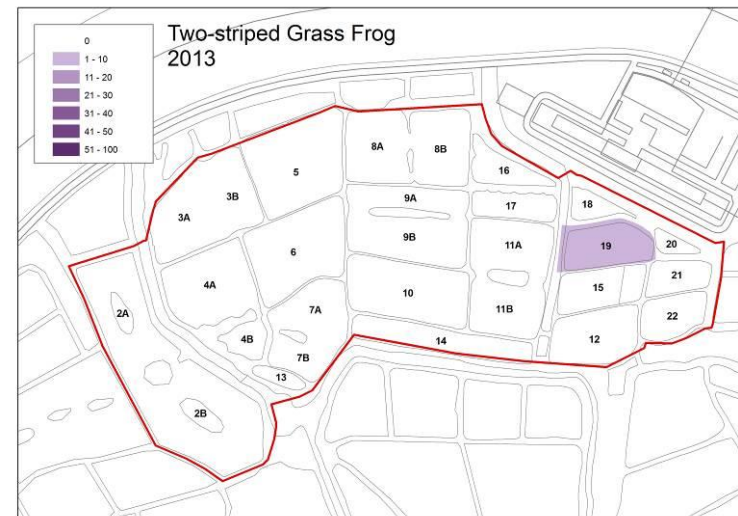 Two-striped Grass Frog
2013
0
1 - 10
11 - 20
21 - 30
31 - 40
41 - 50
51 - 100
8A
8B
5
16
3B
9A
17
18
3A
9B
11A
19
20
6
4A
21
15
10
7A
11B
2A
22
4B
14
12
7B
13
2B